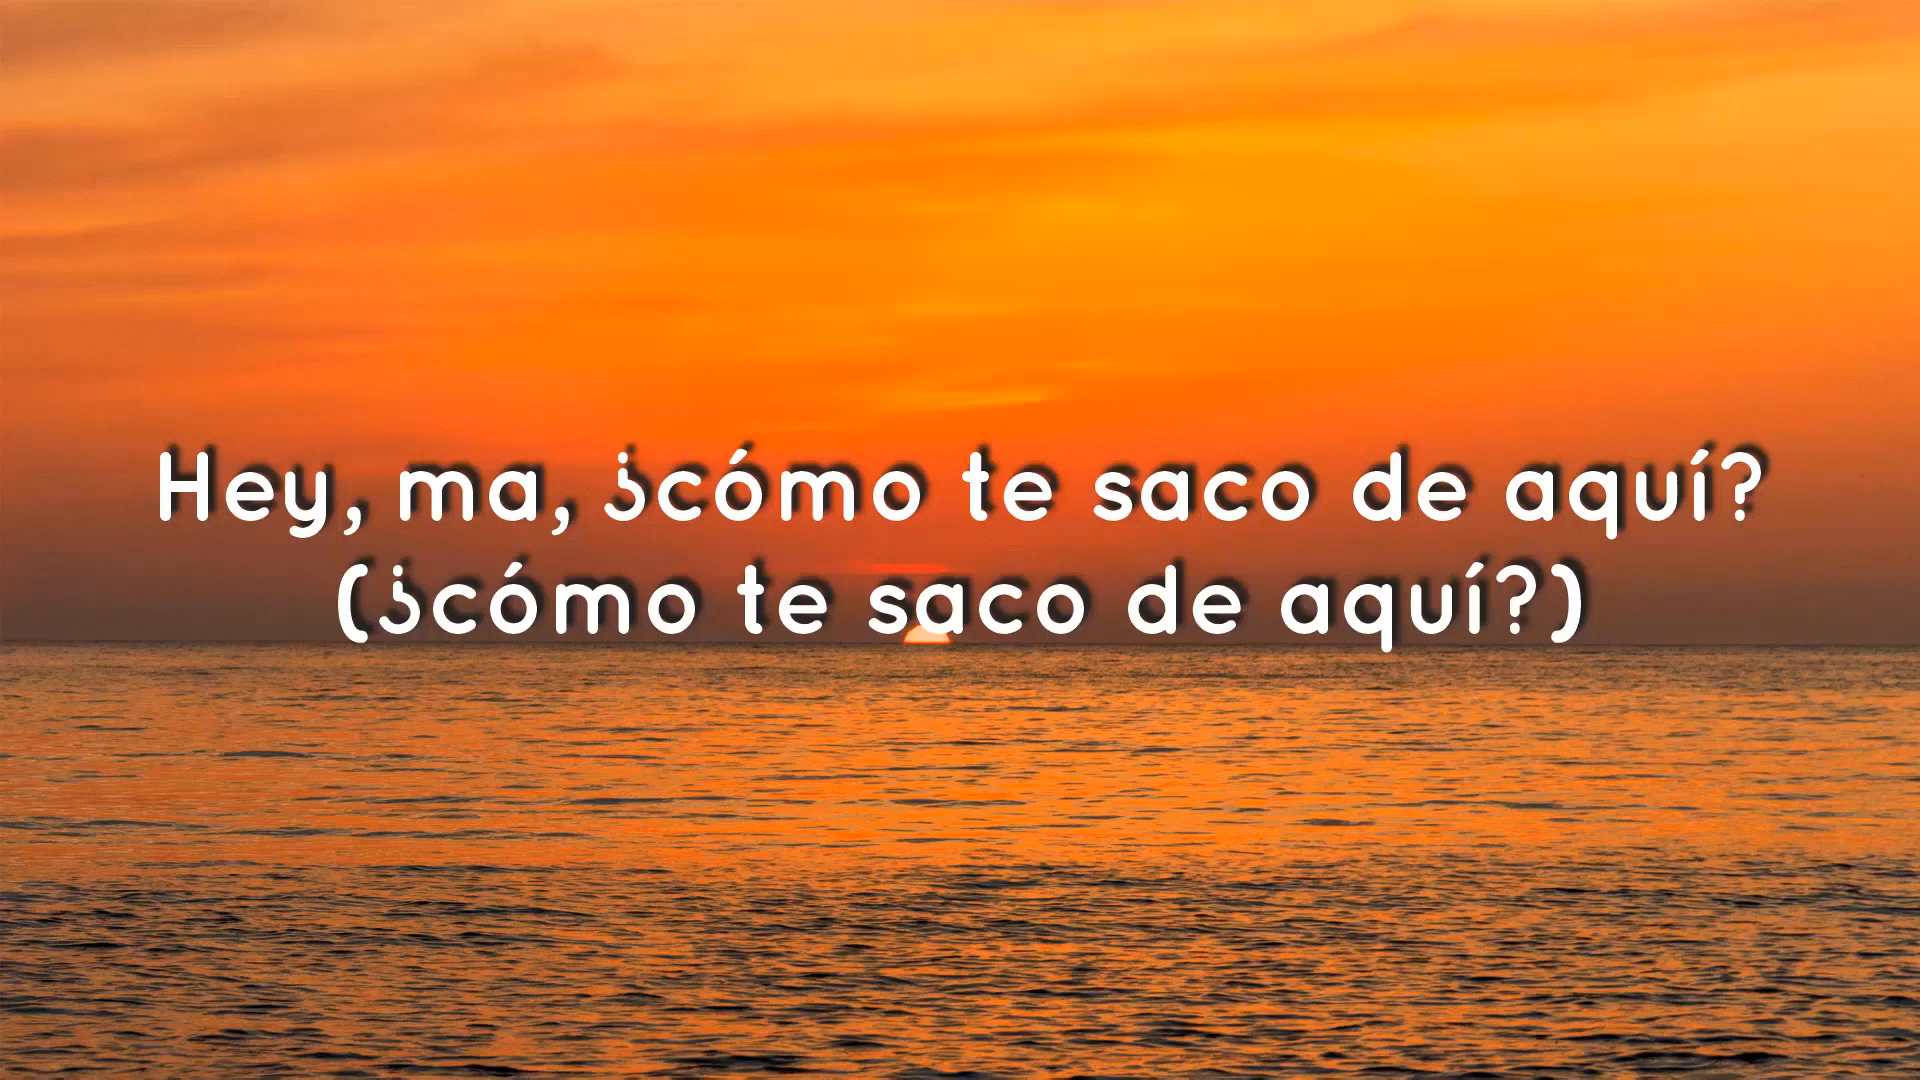 Hey, ma, ¿cómo te saco de aquí?
(¿cómo te saco de aquí?)